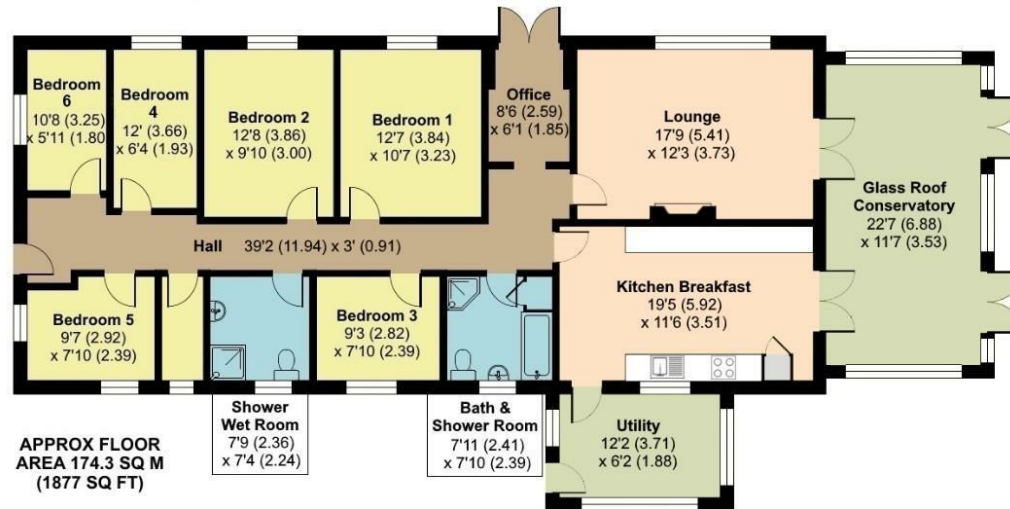 Bedroom
6
10'8 (3.25)
x 5'11 (1.80
Bedroom
4
12' (3.66)
x 6'4 (1.93)
Bedroom 2
12'8 (3.86)
x 9'10 (3.00)
Bedroom 1
12'7 (3.84)
x 10'7 (3.23)
Office
8'6 (2.59)
x 6'1 (1.85)
Lounge
17'9 (5.41)
x 12'3 (3.73)
Glass Roof
Conservatory
22'7 (6.88)
x 11'7 (3.53)
Hall 39'2 (11.94) x 3' (0.91)
Kitchen Breakfast
19'5 (5.92)
x 11'6 (3.51)
Bedroom 5
9'7 (2.92)
x 7'10 (2.39)
Bedroom 3
9'3 (2.82)
x 7'10 (2.39)
Shower
Wet Room
7'9 (2.36)
x 7'4 (2.24)
Bath &
Shower Room
7'11 (2.41)
x 7'10 (2.39)
Utility
12'2 (3.71)
x 6'2 (1.88)
APPROX FLOOR
AREA 174.3 SQ M
(1877 SQ FT)